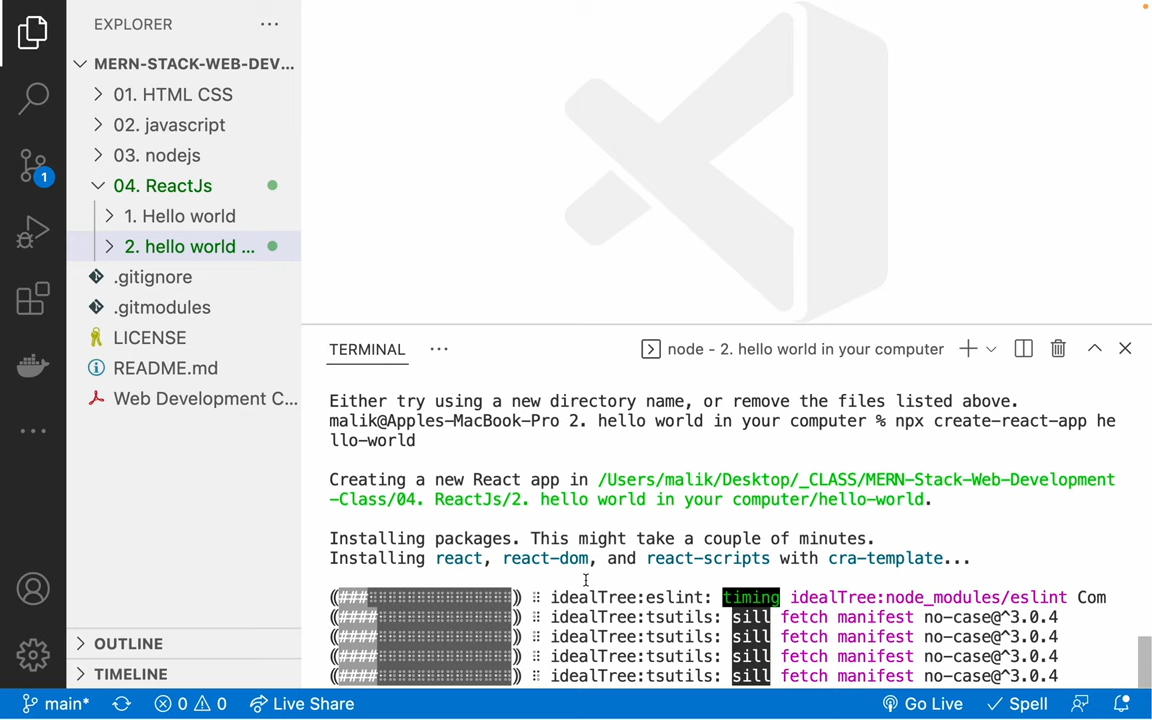 EXPLORER
MERN-STACK-WEB-DEV...
01. HTML CSS
02. javascript
03. nodejs
04. ReactJs
1. Hello world
2. hello world ...
.gitignore
.gitmodules
LICENSE
README.md
Web Development C...
OUTLINE
TIMELINE
1
TERMINAL
node - 2. hello world in your computer
Either try using a new directory name, or remove the files listed above.
malik@Apples-MacBook-Pro 2. hello world in your computer % npx create-react-app he
llo-world
Creating a new React app in /Users/malik/Desktop/_CLASS/MERN-Stack-Web-Development
-Class/04. ReactJs/2. hello world in your computer/hello-world.
Installing packages. This might take a couple of minutes.
Installing react, react-dom, and react-scripts with cra-template...
(###⠂⠂⠂⠂⠂⠂⠂⠂⠂⠂⠂⠂⠂⠂⠂) ⠇ idealTree:eslint: timing idealTree:node_modules/eslint Com
(###⠂⠂⠂⠂⠂⠂⠂⠂⠂⠂⠂⠂⠂⠂⠂) ⠇ idealTree:tsutils: sill fetch manifest no-case@^3.0.4
(###⠂⠂⠂⠂⠂⠂⠂⠂⠂⠂⠂⠂⠂⠂⠂) ⠇ idealTree:tsutils: sill fetch manifest no-case@^3.0.4
(###⠂⠂⠂⠂⠂⠂⠂⠂⠂⠂⠂⠂⠂⠂⠂) ⠇ idealTree:tsutils: sill fetch manifest no-case@^3.0.4
(###⠂⠂⠂⠂⠂⠂⠂⠂⠂⠂⠂⠂⠂⠂⠂) ⠇ idealTree:tsutils: sill fetch manifest no-case@^3.0.4
main* 0 0 Live Share Go Live Spell